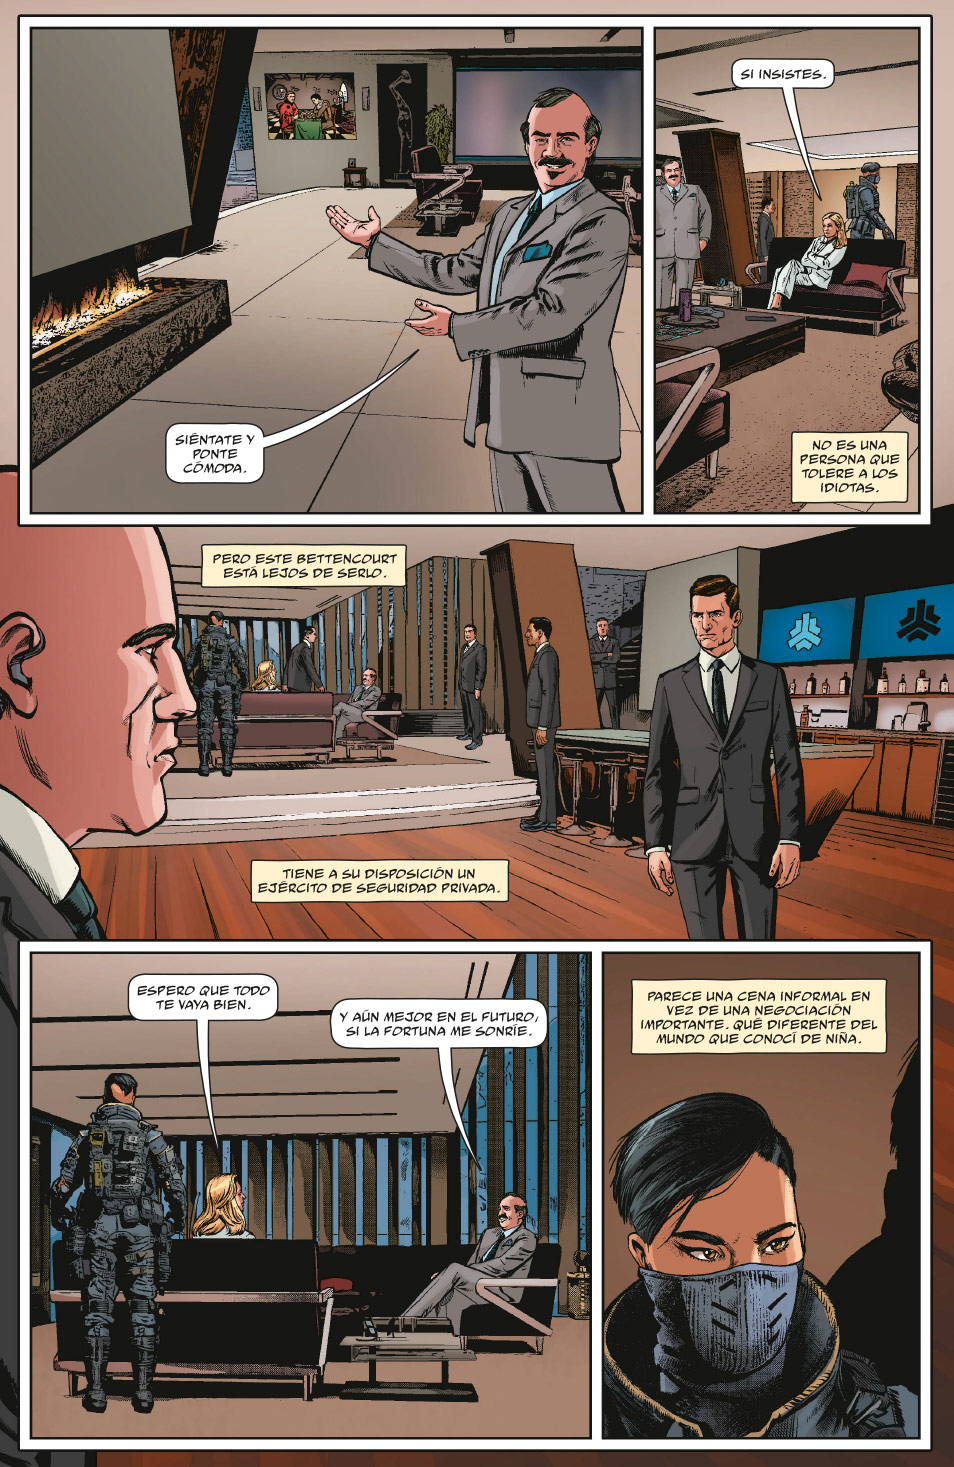 SIÉNTATE Y
PONTE
CÓMODA.
SI INSISTES.
NO ES UNA
PERSONA QUE
TOLERE A LOS
IDIOTAS.
PERO ESTE BETTENCOURT
ESTÁ LEJOS DE SERLO.
TIENE A SU DISPOSICIÓN UN
EJÉRCITO DE SEGURIDAD PRIVADA.
ESPERO QUE TODO
TE VAYA BIEN.
Y AÚN MEJOR EN EL FUTURO,
SI LA FORTUNA ME SONRÍE.
PARECE UNA CENA INFORMAL EN
VEZ DE UNA NEGOCIACIÓN
IMPORTANTE. QUÉ DIFERENTE DEL
MUNDO QUE CONOCÍ DE NIÑA.